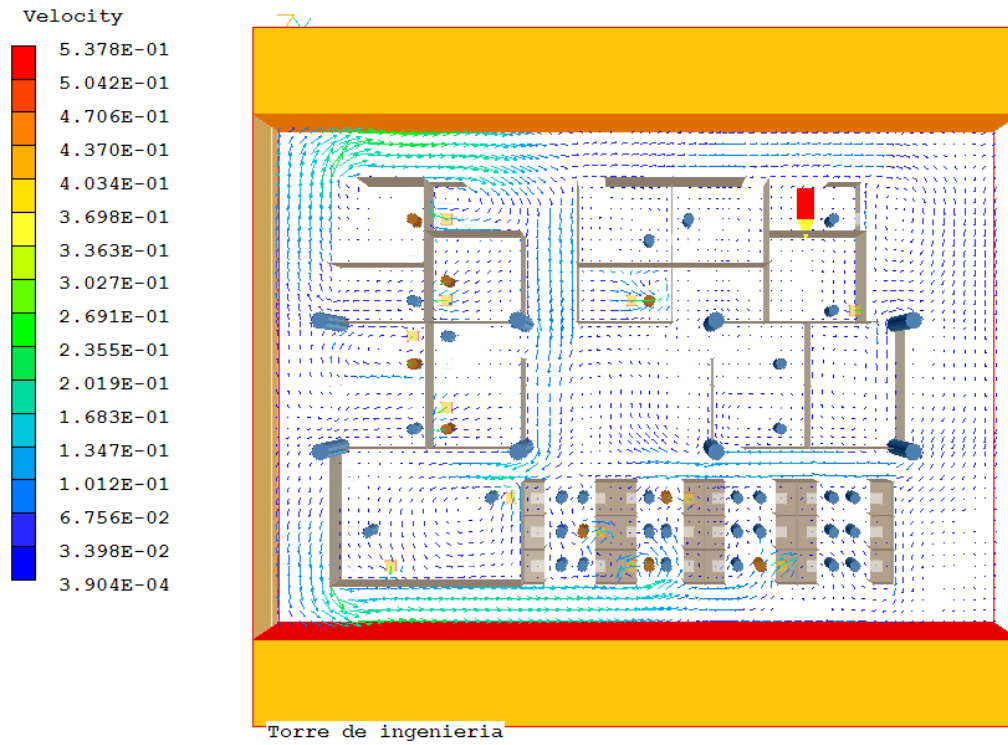 Velocity
5.378E-01
5.042E-01
4.706E-01
4.370E-01
4.034E-01
3.698E-01
3.363E-01
3.027E-01
2.691E-01
2.355E-01
2.019E-01
1.683E-01
1.347E-01
1.012E-01
6.756E-02
3.398E-02
3.904E-04
Torre de ingenieria